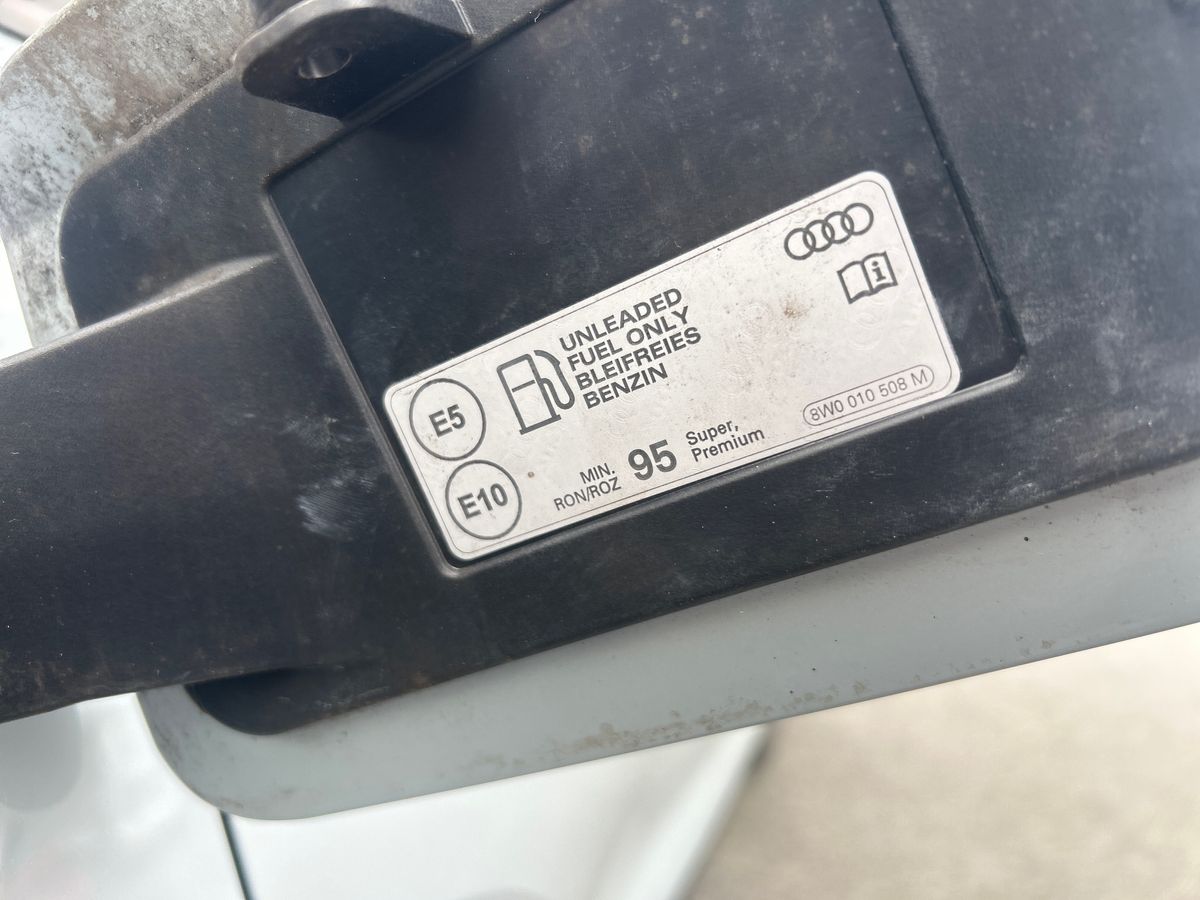 UNLEADED
FUEL ONLY
BLEIFREIES
BENZIN
E5
E10
MIN.
RON/ROZ
95
Super,
Premium
8W0 010 508 M